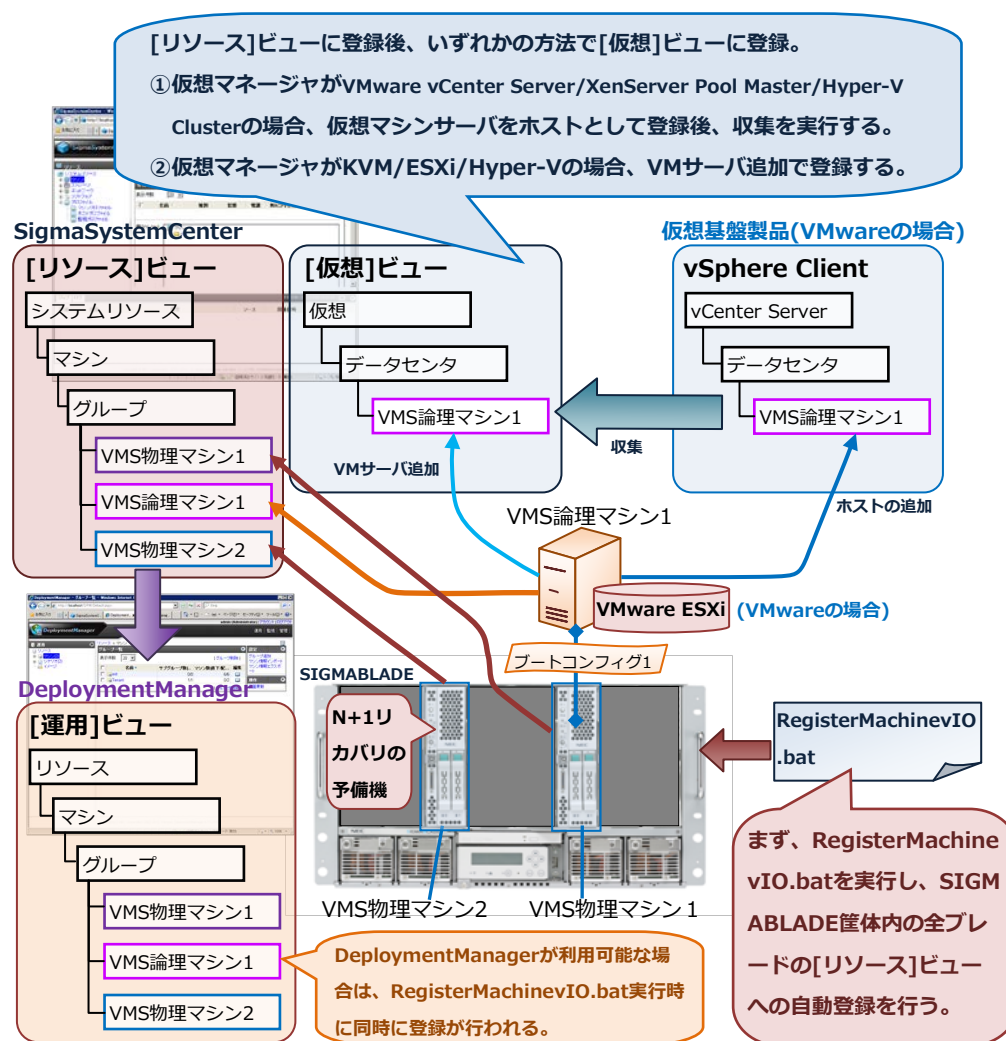 [リソース]ビューに登録後、いずれかの方法で[仮想]ビューに登録。
①仮想マネージャがVMware vCenter Server/XenServer Pool Master/Hyper-V
Clusterの場合、仮想マシンサーバをホストとして登録後、収集を実行する。
②仮想マネージャがKVM/ESXi/Hyper-Vの場合、VMサーバ追加で登録する。
SigmaSystemCenter
[リソース]ビュー
システムリソース
マシン
グループ
VMS物理マシン1
VMS論理マシン1
VMS物理マシン2
[仮想]ビュー
仮想
データセンタ
VMS論理マシン1
仮想基盤製品(VMwareの場合)
vSphere Client
vCenter Server
データセンタ
VMS論理マシン1
収集
VMサーバ追加
ホストの追加
VMS論理マシン1
VMware ESXi
(VMwareの場合)
ブートコンフィグ1
DeploymentManager
DeploymentManager
[運用]ビュー
リソース
マシン
グループ
VMS物理マシン1
VMS論理マシン1
VMS物理マシン2
SIGMABLADE
N+1リ
カバリの
予備機
VMS物理マシン2
VMS物理マシン１
RegisterMachinevIO
.bat
まず、RegisterMachine
vIO.batを実行し、SIGM
ABLADE筐体内の全ブレ
ードの[リソース]ビュー
への自動登録を行う。
DeploymentManagerが利用可能な場
合は、RegisterMachinevIO.bat実行時
に同時に登録が行われる。